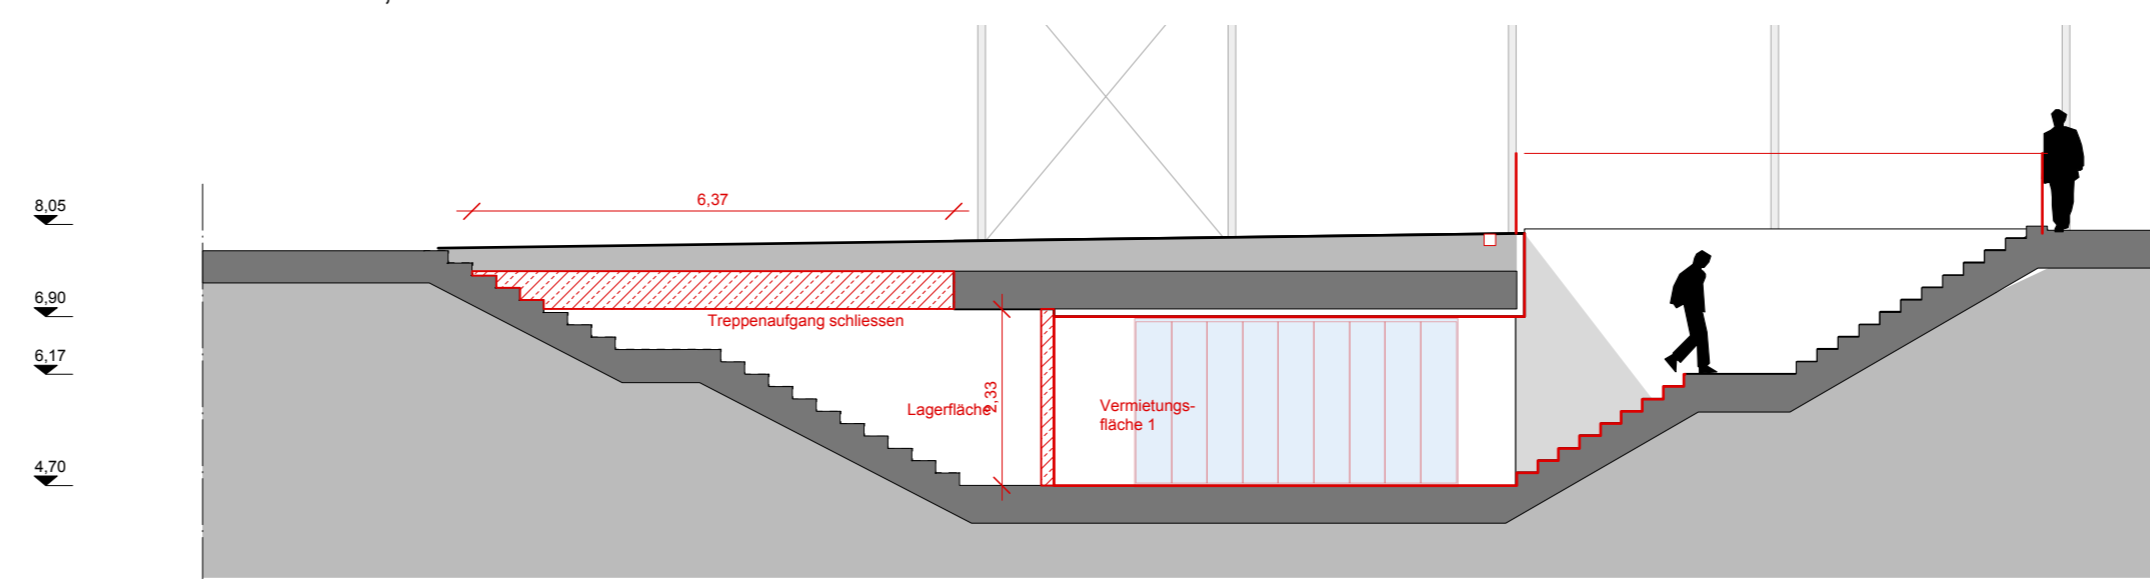 6,37
8,05
6,90
Treppenaufgang schliessen
6,17
2,33
Lagerfläche
Vermietungs-
fläche 1
4,70